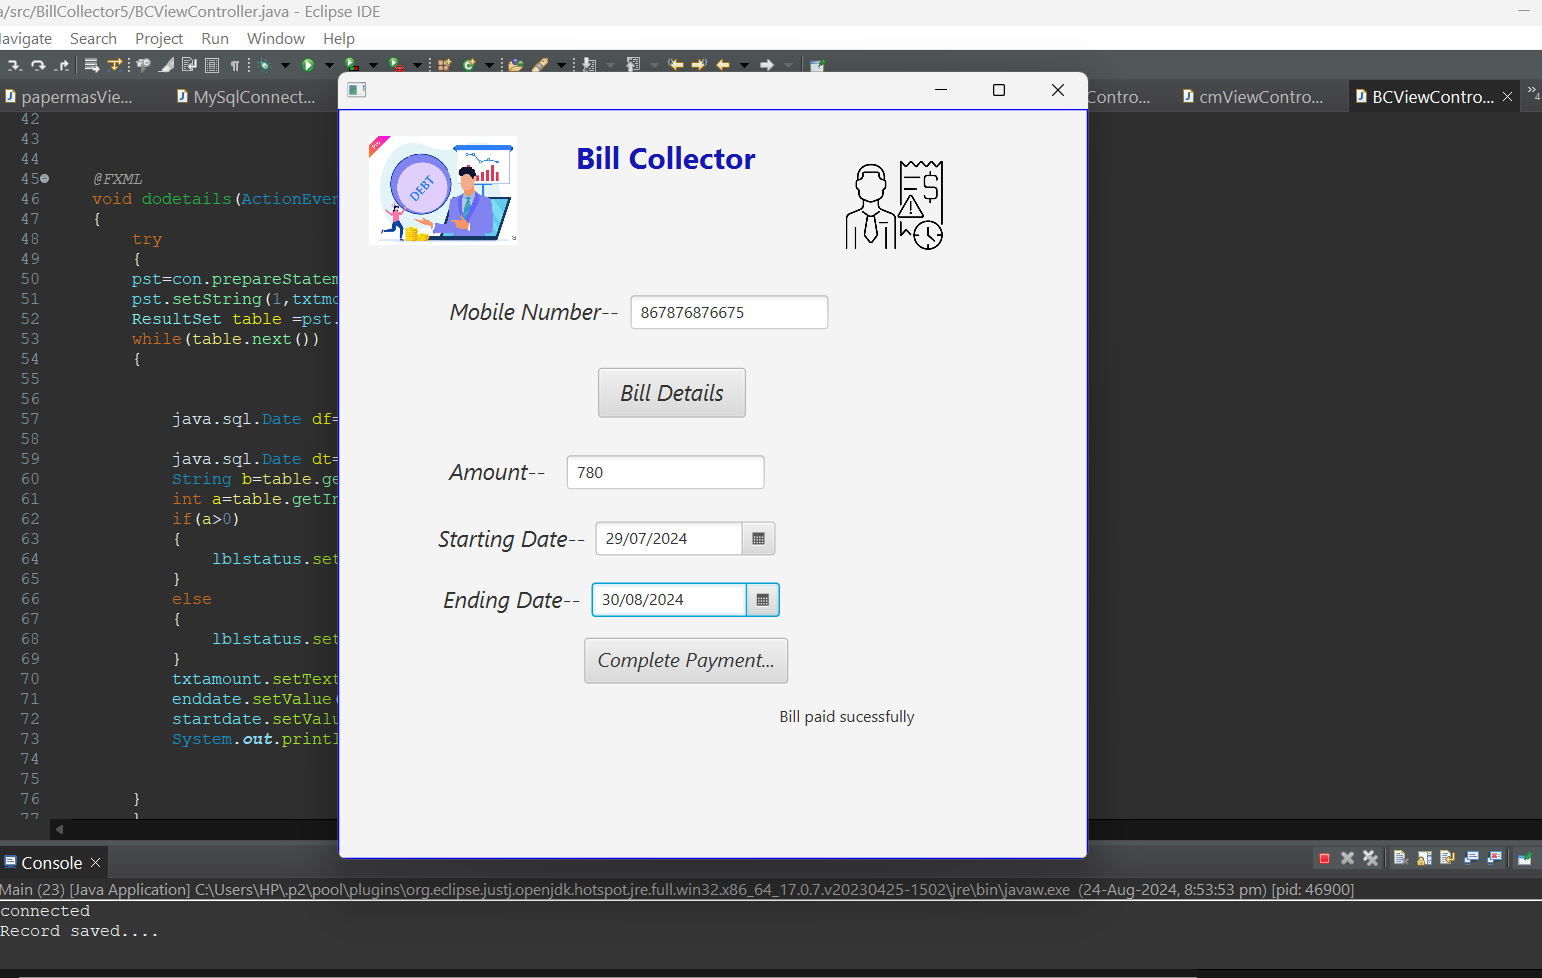 a/src/BillCollector5/BCViewController.java - Eclipse IDE
Navigate Search Project Run Window Help
papermasVie... MySqlConnect... Contro... cmViewContro... BCViewContro... »4
Bill Collector
DEBT
Mobile Number-- 867876876675
Bill Details
Amount-- 780
Starting Date-- 29/07/2024
Ending Date-- 30/08/2024
Complete Payment...
Bill paid sucessfully
42
43
44
45 @FXML
46 void dodetails(ActionEver
47 {
48 try
49 {
50 pst=con.prepareStatem
51 pst.setString(1,txtmo
52 ResultSet table =pst.
53 while(table.next())
54 {
55
56
57 java.sql.Date df=
58
59 java.sql.Date dt=
60 String b=table.ge
61 int a=table.getIn
62 if(a>0)
63 {
64 lblstatus.set
65 }
66 else
67 {
68 lblstatus.set
69 }
70 txtamount.setText
71 enddate.setValue(
72 startdate.setValu
73 System.out.printl
74
75
76 }
77 }
Console
Main (23) [Java Application] C:\Users\HP\.p2\pool\plugins\org.eclipse.justj.openjdk.hotspot.jre.full.win32.x86_64_17.0.7.v20230425-1502\jre\bin\javaw.exe (24-Aug-2024, 8:53:53 pm) [pid: 46900]
connected
Record saved....